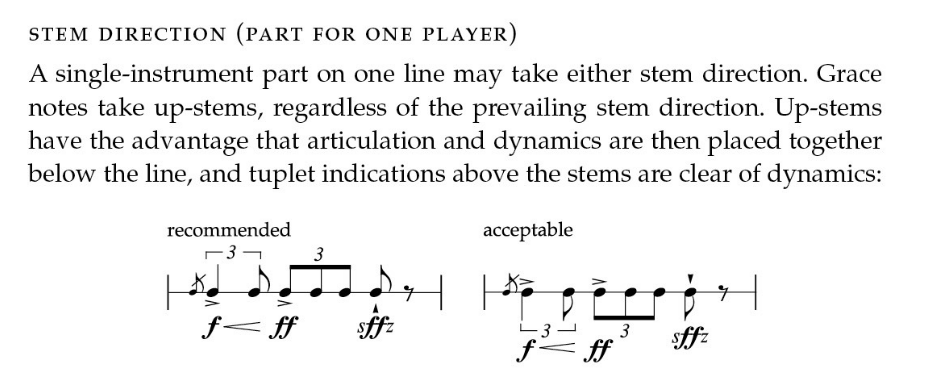 STEM DIRECTION (PART FOR ONE PLAYER)
A single-instrument part on one line may take either stem direction. Grace
notes take up-stems, regardless of the prevailing stem direction. Up-stems
have the advantage that articulation and dynamics are then placed together
below the line, and tuplet indications above the stems are clear of dynamics:
recommended acceptable
3 3
f ff sffz
3 3 sffz
f ff